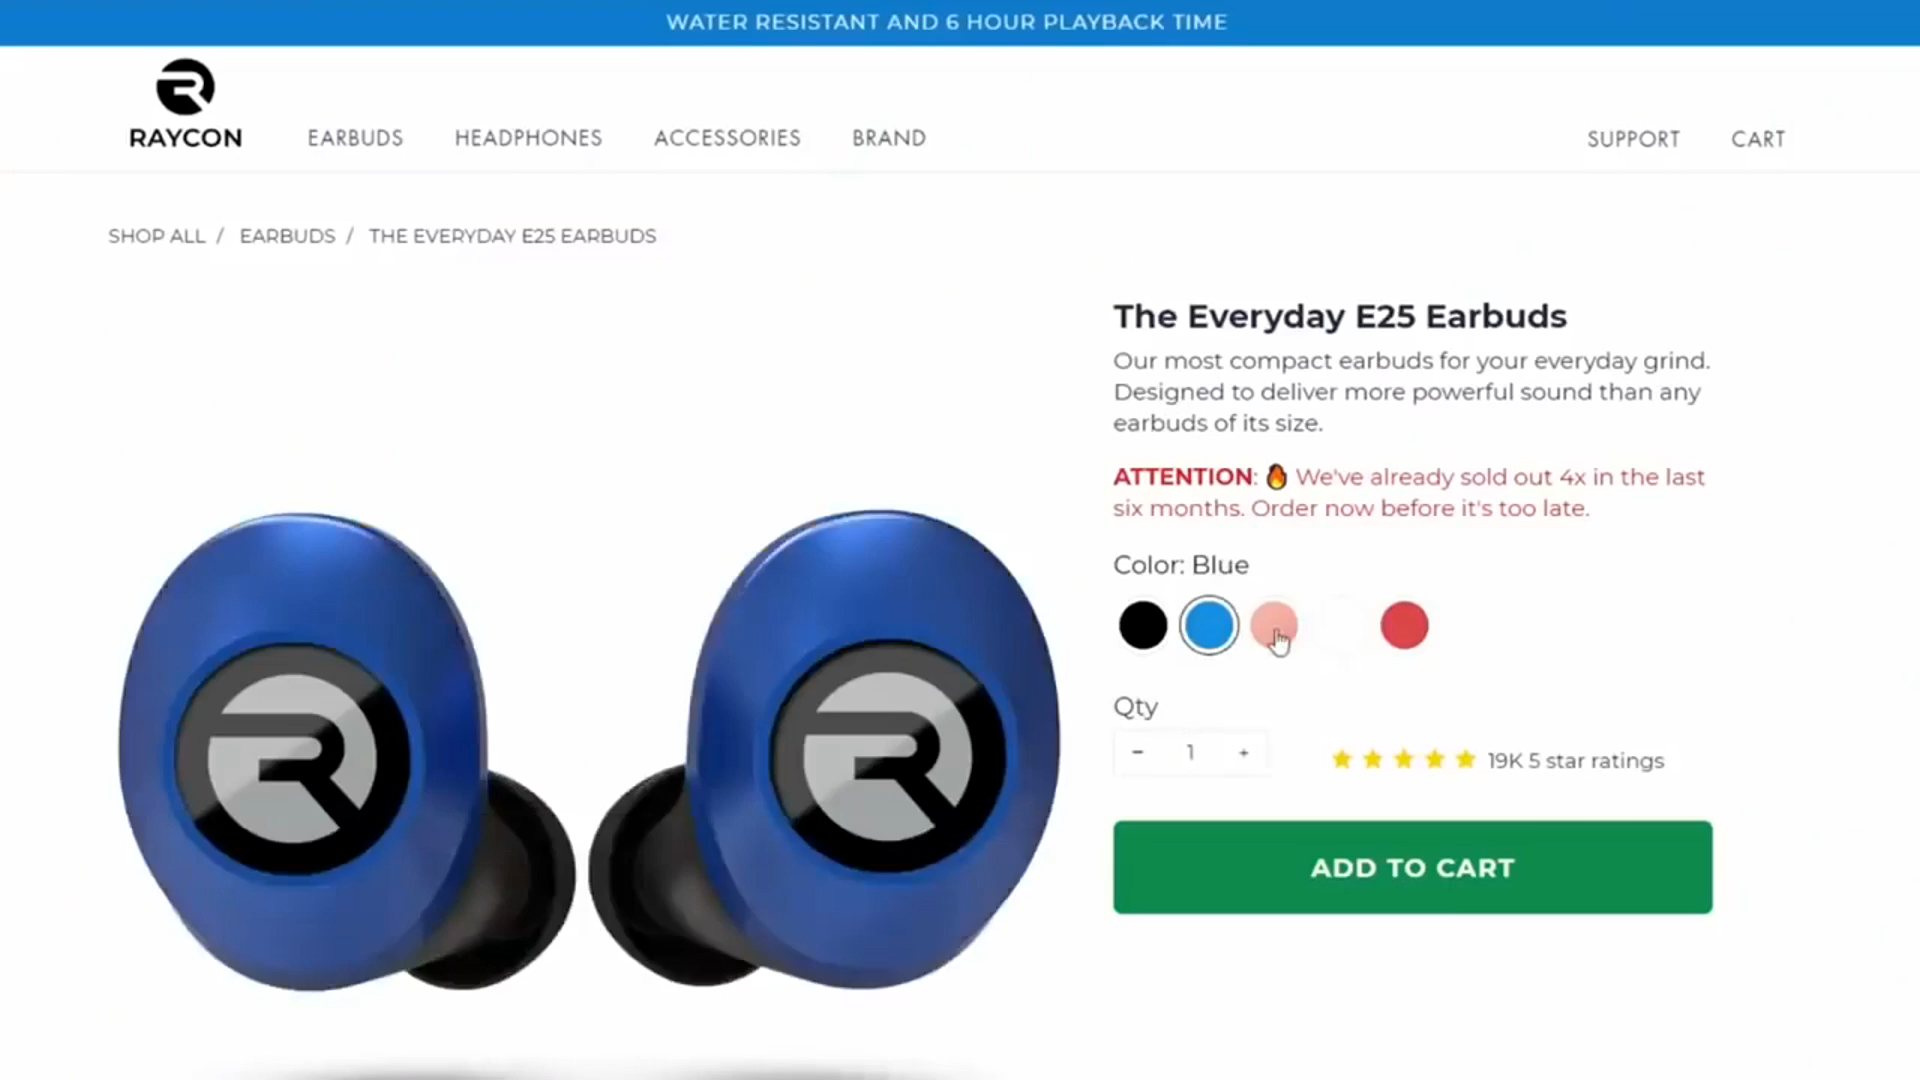 WATER RESISTANT AND 6 HOUR PLAYBACK TIME
RAYCON
EARBUDS
HEADPHONES
ACCESSORIES
BRAND
SUPPORT
CART
SHOP ALL / EARBUDS / THE EVERYDAY E25 EARBUDS
The Everyday E25 Earbuds
Our most compact earbuds for your everyday grind.
Designed to deliver more powerful sound than any
earbuds of its size.
ATTENTION: 🔥 We've already sold out 4x in the last
six months. Order now before it's too late.
Color: Blue
Qty
- 1 +
19K 5 star ratings
ADD TO CART